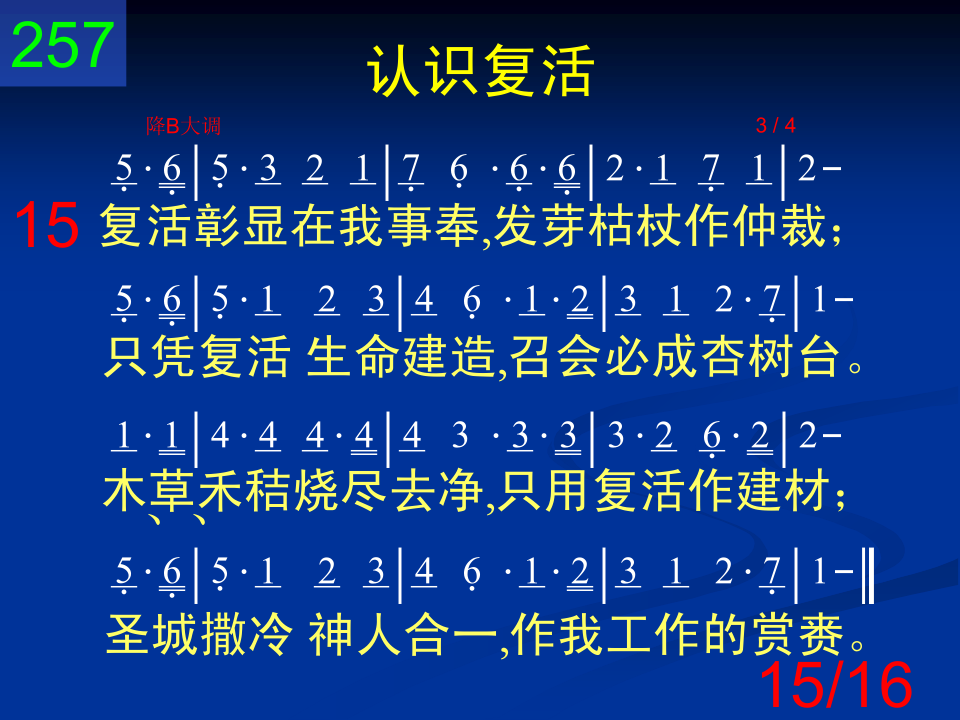 257
认识复活
降B大调 3 / 4
5 · 6 | 5 · 3 2 1 | 7 6 · 6 · 6 | 2 · 1 7 1 | 2 -
15
复活彰显在我事奉,发芽枯杖作仲裁；
5 · 6 | 5 · 1 2 3 | 4 6 · 1 · 2 | 3 1 2 · 7 | 1 -
只凭复活 生命建造,召会必成杏树台。
1 · 1 | 4 · 4 4 · 4 | 4 3 · 3 · 3 | 3 · 2 6 · 2 | 2 -
木、草、禾秸烧尽去净,只用复活作建材；
5 · 6 | 5 · 1 2 3 | 4 6 · 1 · 2 | 3 1 2 · 7 | 1 - ‖
圣城撒冷 神人合一,作我工作的赏赉。
15/16